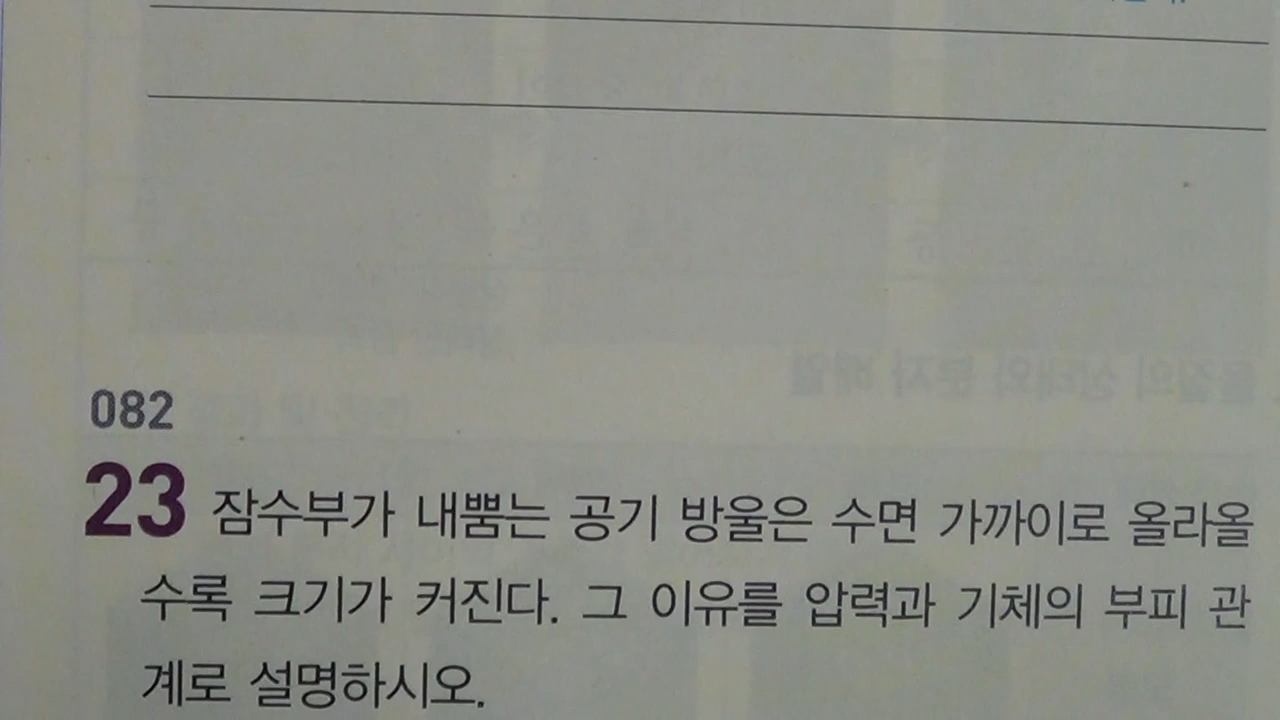 082
23 잠수부가 내뿜는 공기 방울은 수면 가까이로 올라올
수록 크기가 커진다. 그 이유를 압력과 기체의 부피 관
계로 설명하시오.